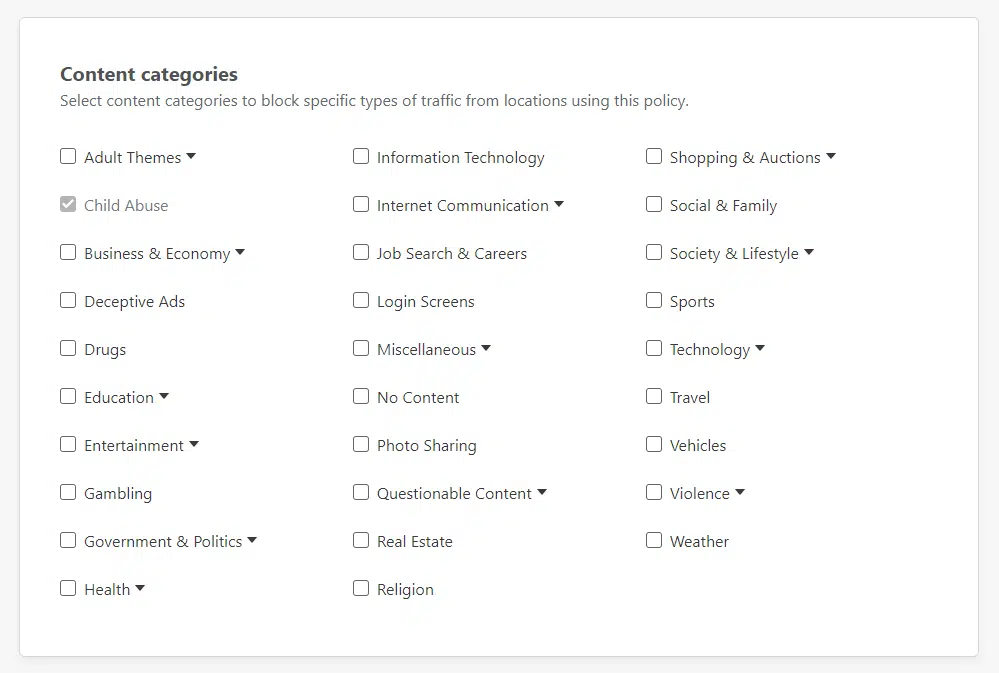 Content categories
Select content categories to block specific types of traffic from locations using this policy.
Adult Themes
Child Abuse
Business & Economy
Deceptive Ads
Drugs
Education
Entertainment
Gambling
Government & Politics
Health
Information Technology
Internet Communication
Job Search & Careers
Login Screens
Miscellaneous
No Content
Photo Sharing
Questionable Content
Real Estate
Religion
Shopping & Auctions
Social & Family
Society & Lifestyle
Sports
Technology
Travel
Vehicles
Violence
Weather